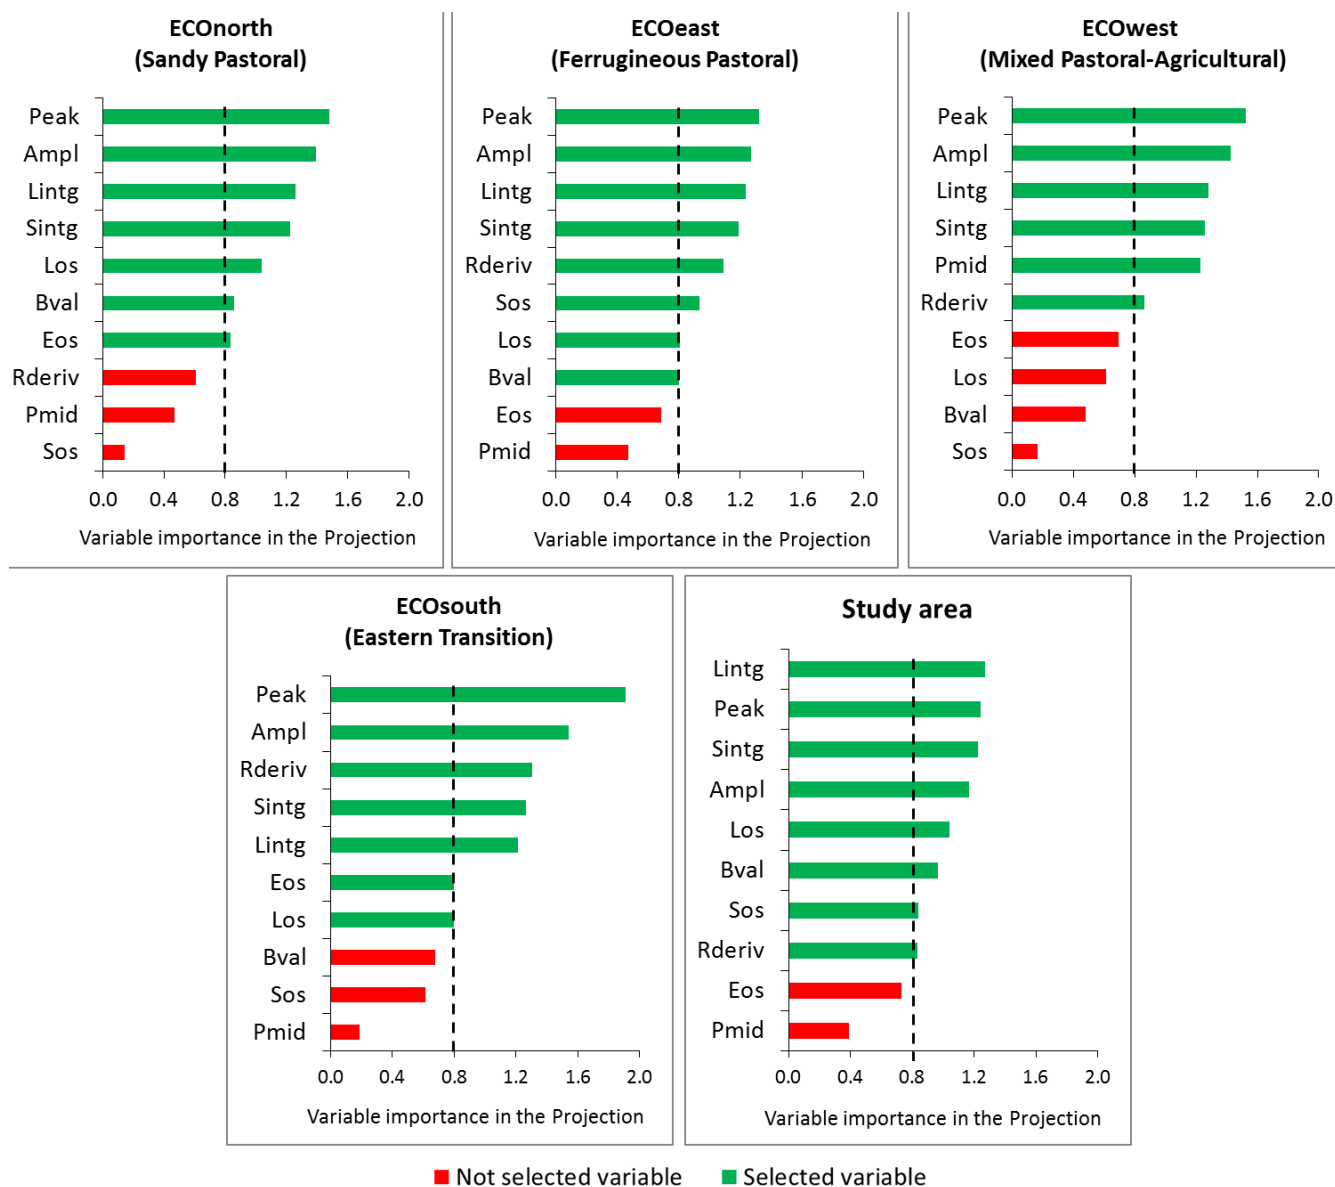 ECOnorth
(Sandy Pastoral)
Peak
Ampl
Lintg
Sintg
Los
Bval
Eos
Rderiv
Pmid
Sos
0.0 0.4 0.8 1.2 1.6 2.0
Variable importance in the Projection
ECOeast
(Ferrugineous Pastoral)
Peak
Ampl
Lintg
Sintg
Rderiv
Sos
Los
Bval
Eos
Pmid
0.0 0.4 0.8 1.2 1.6 2.0
Variable importance in the Projection
ECOwest
(Mixed Pastoral-Agricultural)
Peak
Ampl
Lintg
Sintg
Pmid
Rderiv
Eos
Los
Bval
Sos
0.0 0.4 0.8 1.2 1.6 2.0
Variable importance in the Projection
ECOsouth
(Eastern Transition)
Peak
Ampl
Rderiv
Sintg
Lintg
Eos
Los
Bval
Sos
Pmid
0.0 0.4 0.8 1.2 1.6 2.0
Variable importance in the Projection
Study area
Lintg
Peak
Sintg
Ampl
Los
Bval
Sos
Rderiv
Eos
Pmid
0.0 0.4 0.8 1.2 1.6 2.0
Variable importance in the Projection
Not selected variable Selected variable